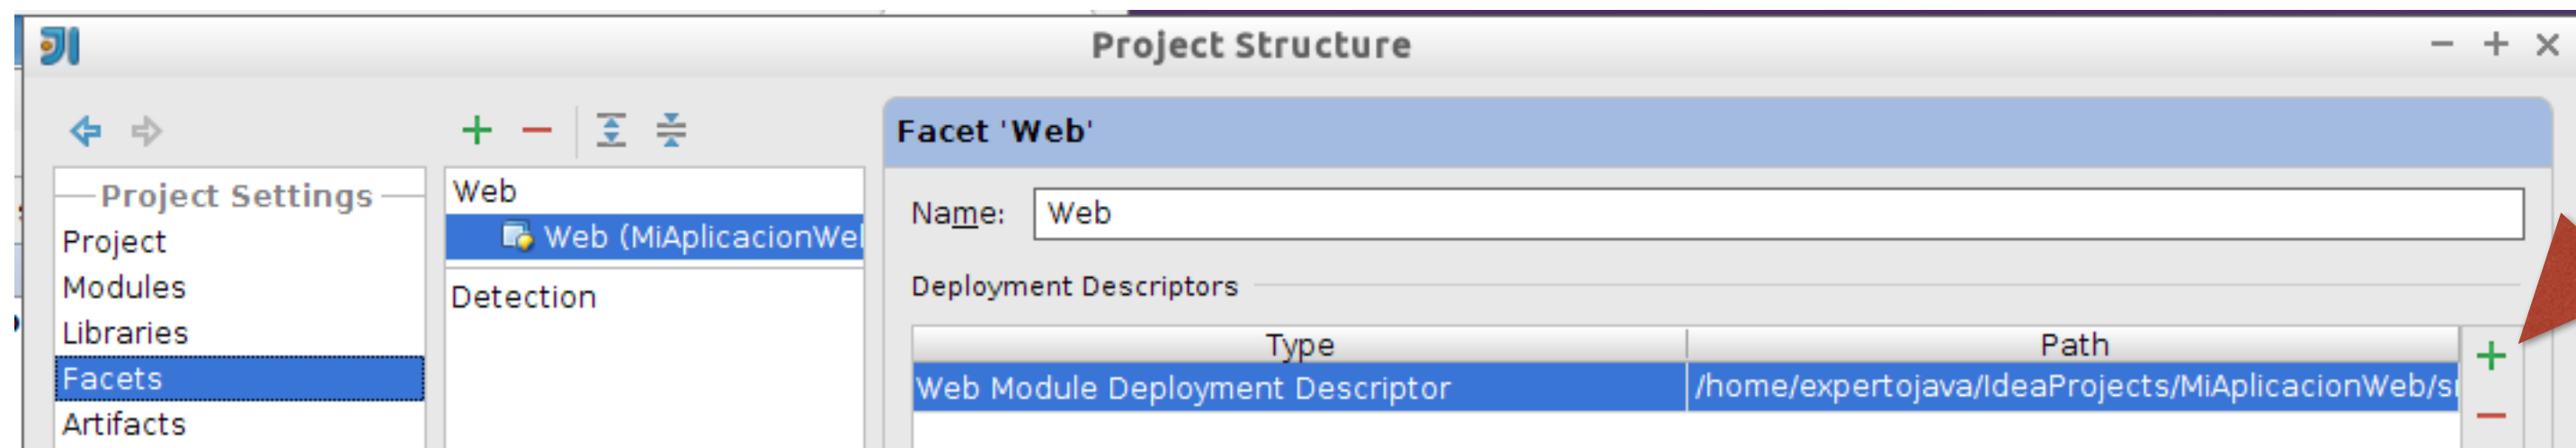 Project Structure
Project Settings
Project
Modules
Libraries
Facets
Artifacts
Web
Web (MiAplicacionWel
Detection
Facet 'Web'
Name: Web
Deployment Descriptors
Type Path
Web Module Deployment Descriptor /home/expertojava/IdeaProjects/MiAplicacionWeb/s